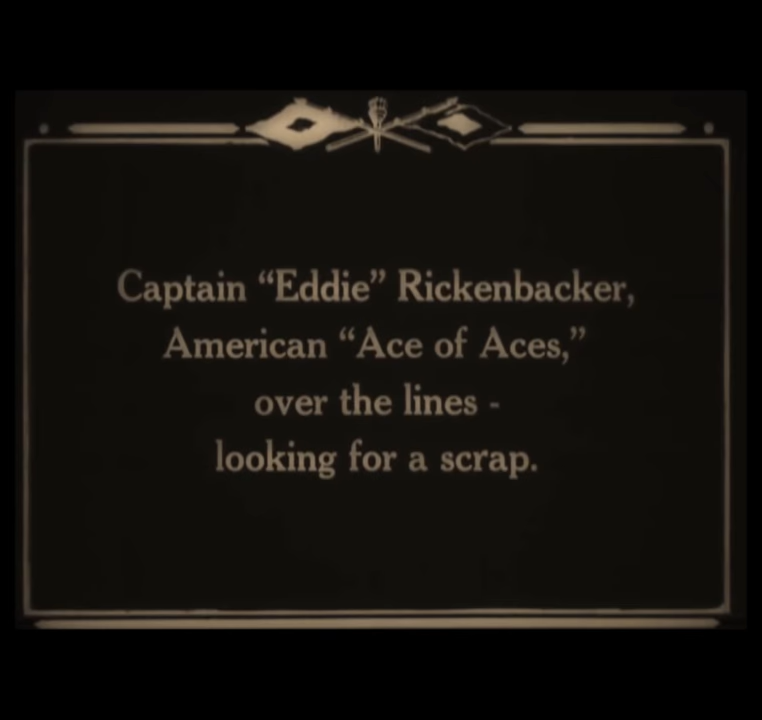 Captain “Eddie” Rickenbacker,
American “Ace of Aces,”
over the lines -
looking for a scrap.